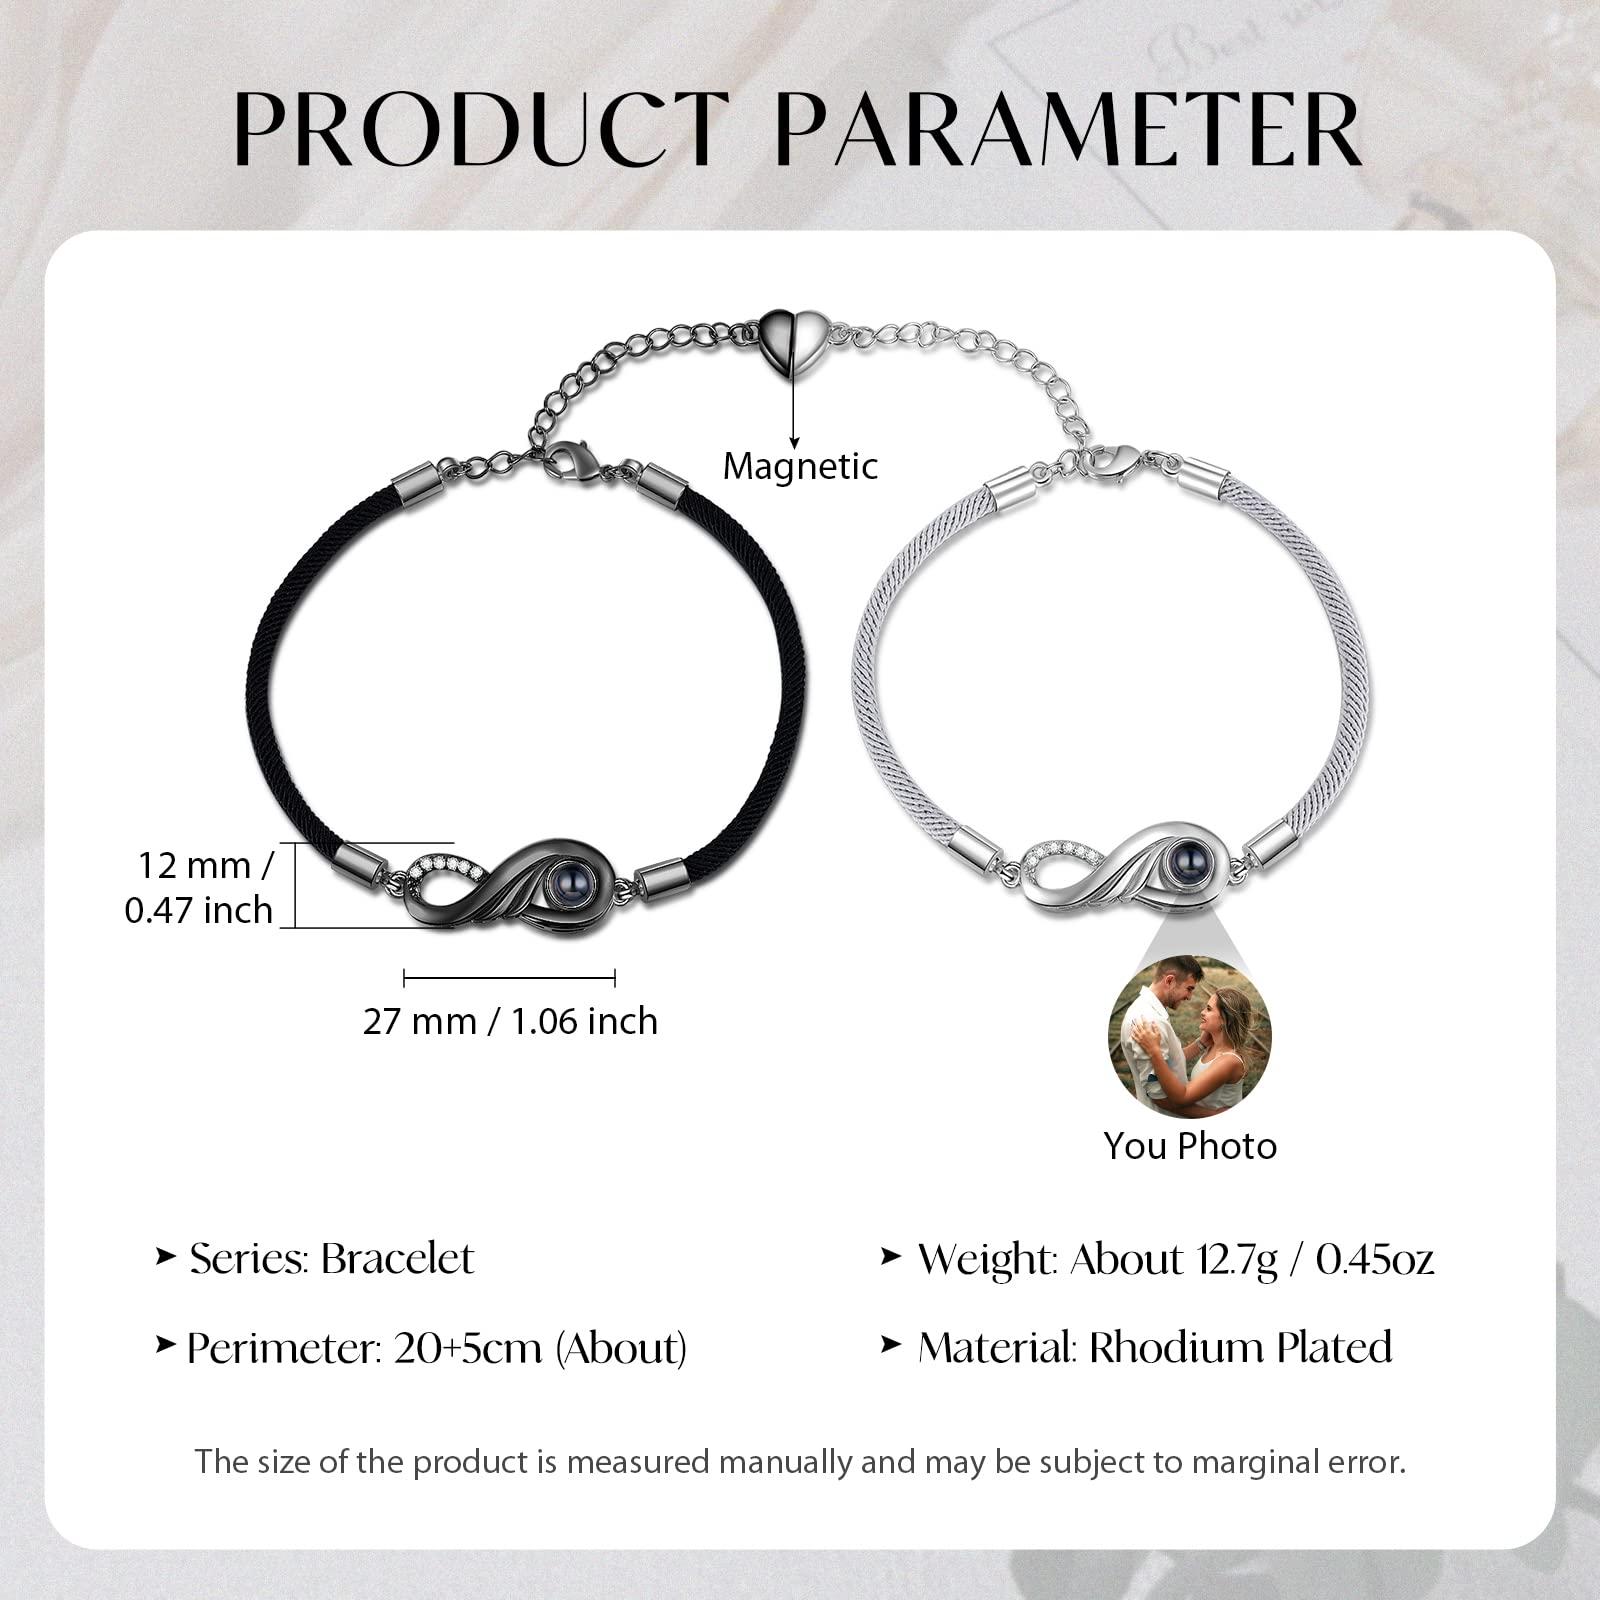 Best wis
PRODUCT PARAMETER
Magnetic
12 mm /
0.47 inch
27 mm / 1.06 inch
You Photo
➤ Series: Bracelet
➤ Weight: About 12.7g / 0.45oz
➤ Perimeter: 20+5cm (About)
➤ Material: Rhodium Plated
The size of the product is measured manually and may be subject to marginal error.